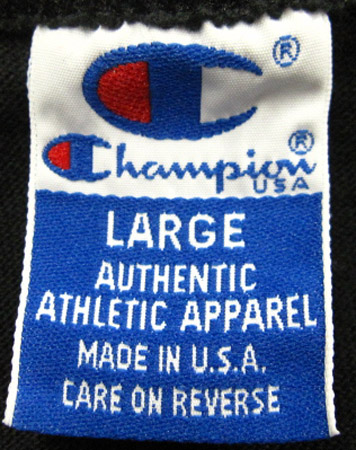 ®
Champion®
USA
LARGE
AUTHENTIC
ATHLETIC APPAREL
MADE IN U.S.A.
CARE ON REVERSE